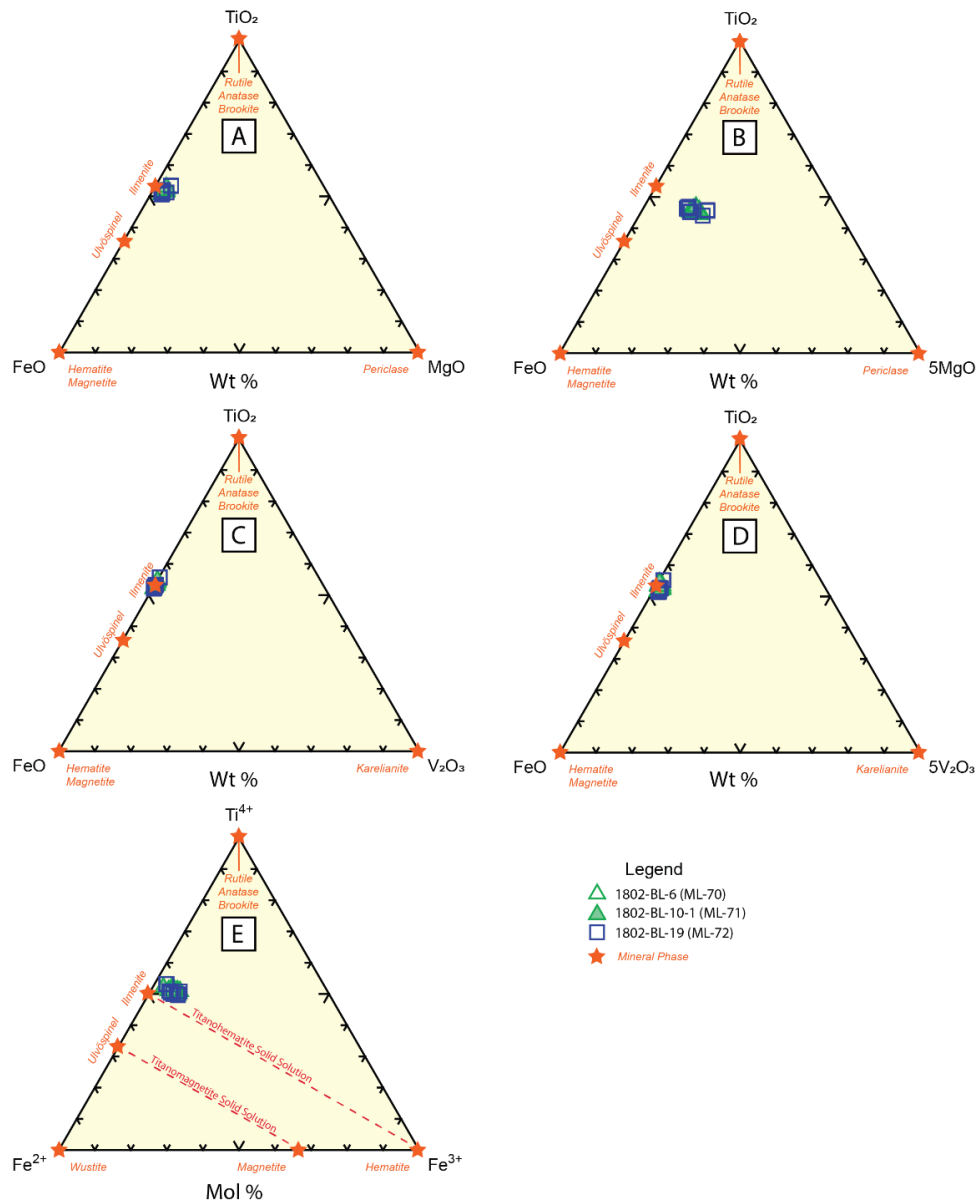 TiO₂
Rutile
Anatase
Brookite
A
Ilmenite
Ulvöspinel
FeO
Hematite
Magnetite
Wt %
Periclase
MgO
TiO₂
Rutile
Anatase
Brookite
B
Ilmenite
Ulvöspinel
FeO
Hematite
Magnetite
Wt %
Periclase
5MgO
TiO₂
Rutile
Anatase
Brookite
C
Ilmenite
Ulvöspinel
FeO
Hematite
Magnetite
Wt %
Karelianite
V₂O₃
TiO₂
Rutile
Anatase
Brookite
D
Ilmenite
Ulvöspinel
FeO
Hematite
Magnetite
Wt %
Karelianite
5V₂O₃
Ti⁴⁺
Rutile
Anatase
Brookite
E
Ilmenite
Ulvöspinel
Titanohematite Solid Solution
Titanomagnetite Solid Solution
Fe²⁺
Wustite
Magnetite
Hematite
Fe³⁺
Mol %
Legend
1802-BL-6 (ML-70)
1802-BL-10-1 (ML-71)
1802-BL-19 (ML-72)
Mineral Phase